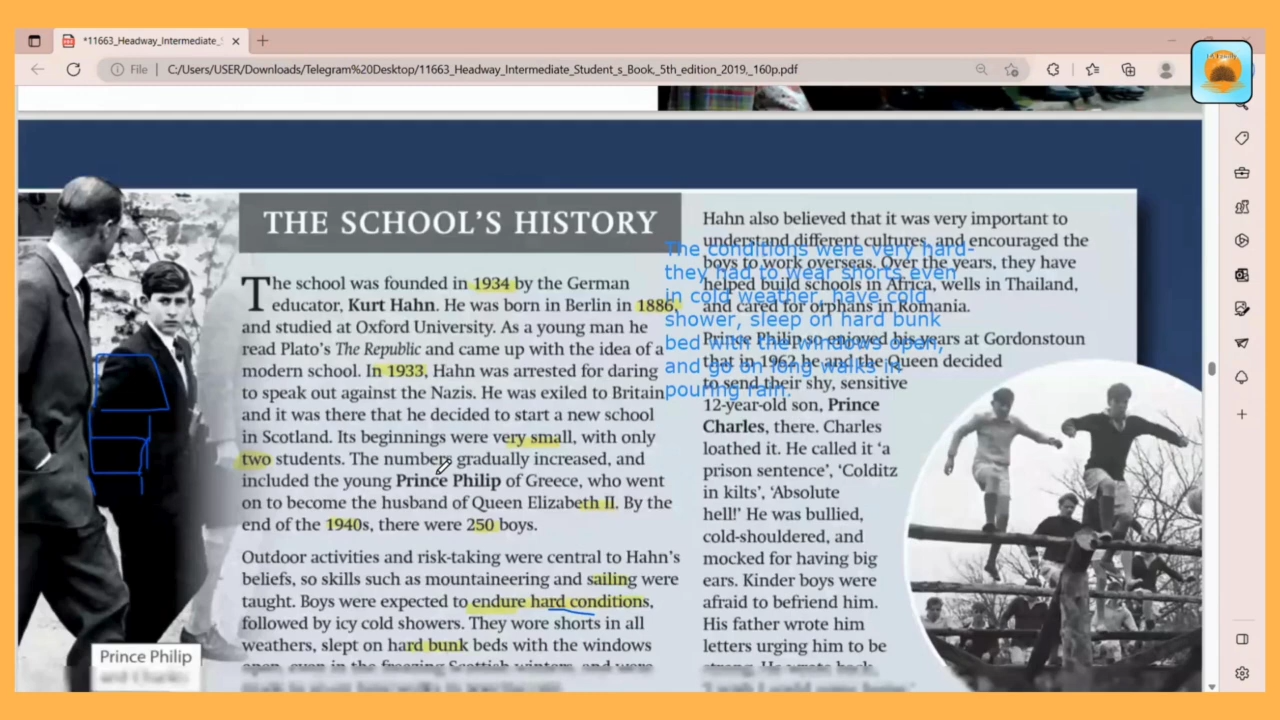 *11663_Headway_Intermediate_S
File
C:/Users/USER/Downloads/Telegram%20Desktop/11663_Headway_Intermediate_Student_s_Book,_5th_edition_2019,_160p.pdf
THE SCHOOL'S HISTORY
The school was founded in 1934 by the German
educator, Kurt Hahn. He was born in Berlin in 1886,
and studied at Oxford University. As a young man he
read Plato's The Republic and came up with the idea of a
modern school. In 1933, Hahn was arrested for daring
to speak out against the Nazis. He was exiled to Britain,
and it was there that he decided to start a new school
in Scotland. Its beginnings were very small, with only
two students. The numbers gradually increased, and
included the young Prince Philip of Greece, who went
on to become the husband of Queen Elizabeth II. By the
end of the 1940s, there were 250 boys.
Outdoor activities and risk-taking were central to Hahn's
beliefs, so skills such as mountaineering and sailing were
taught. Boys were expected to endure hard conditions,
followed by icy cold showers. They wore shorts in all
weathers, slept on hard bunk beds with the windows
open, even in the freezing Scottish winters, and were
Hahn also believed that it was very important to
understand different cultures, and encouraged the
boys to work overseas. Over the years, they have
helped build schools in Africa, wells in Thailand,
and cared for orphans in Romania.
Prince Philip so enjoyed his years at Gordonstoun
that in 1962 he and the Queen decided
to send their shy, sensitive
12-year-old son, Prince
Charles, there. Charles
loathed it. He called it 'a
prison sentence', 'Colditz
in kilts', 'Absolute
hell!' He was bullied,
cold-shouldered, and
mocked for having big
ears. Kinder boys were
afraid to befriend him.
His father wrote him
letters urging him to be
strong. He wrote back,
The conditions were very hard-
they had to wear shorts even
in cold weather, have cold
shower, sleep on hard bunk
bed with the windows open,
and go on long walks in
pouring rain.
Prince Philip
and Charles